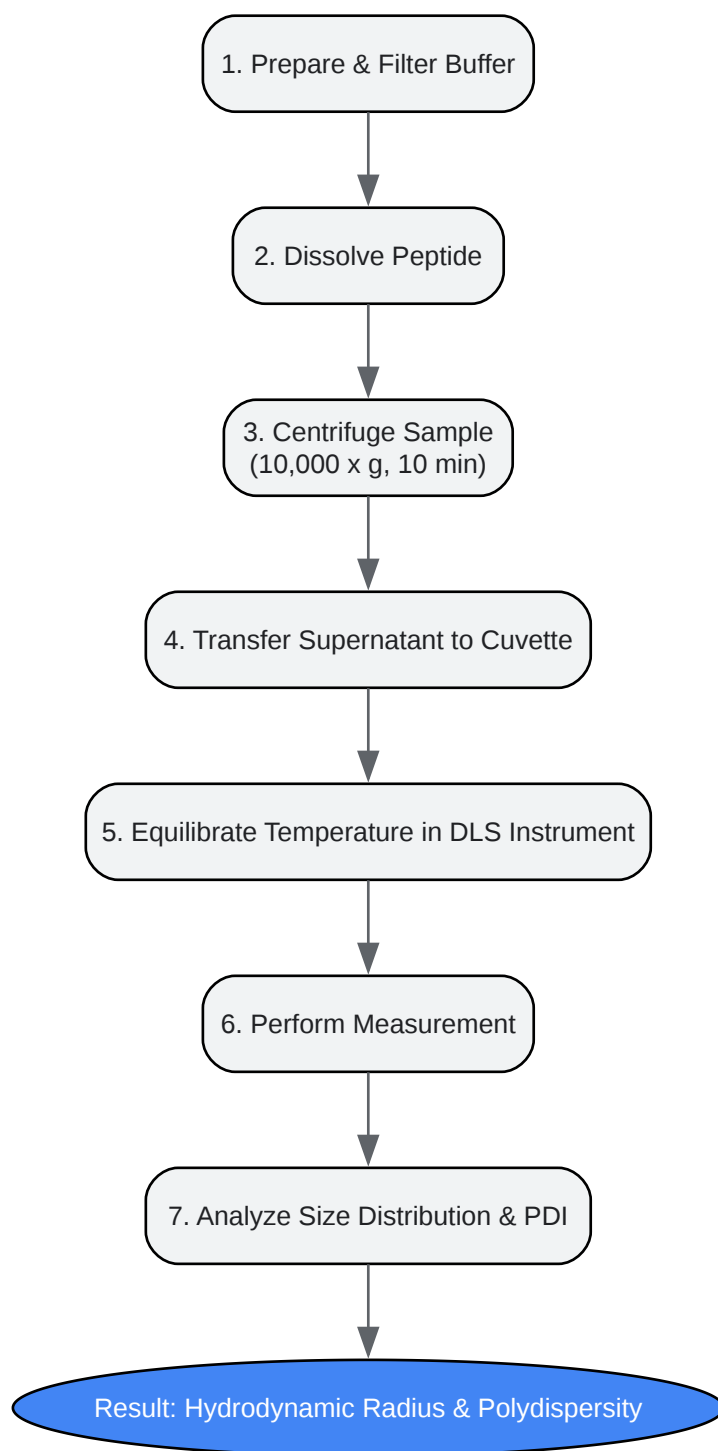 1. Prepare & Filter Buffer
2. Dissolve Peptide
3. Centrifuge Sample
(10,000 x g, 10 min)
4. Transfer Supernatant to Cuvette
5. Equilibrate Temperature in DLS Instrument
6. Perform Measurement
7. Analyze Size Distribution & PDI
Result: Hydrodynamic Radius & Polydispersity